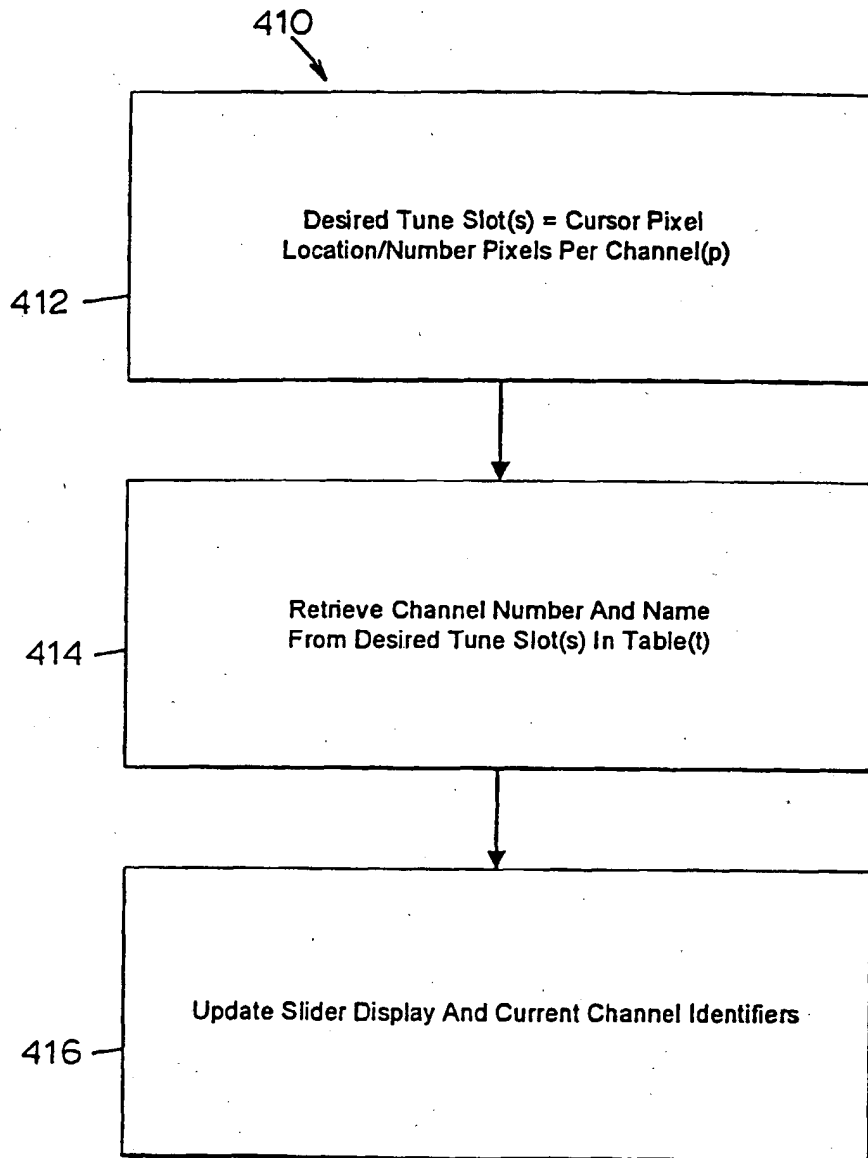 410
Desired Tune Slot(s) = Cursor Pixel
Location/Number Pixels Per Channel(p)
412
Retrieve Channel Number And Name
From Desired Tune Slot(s) In Table(t)
414
Update Slider Display And Current Channel Identifiers
416